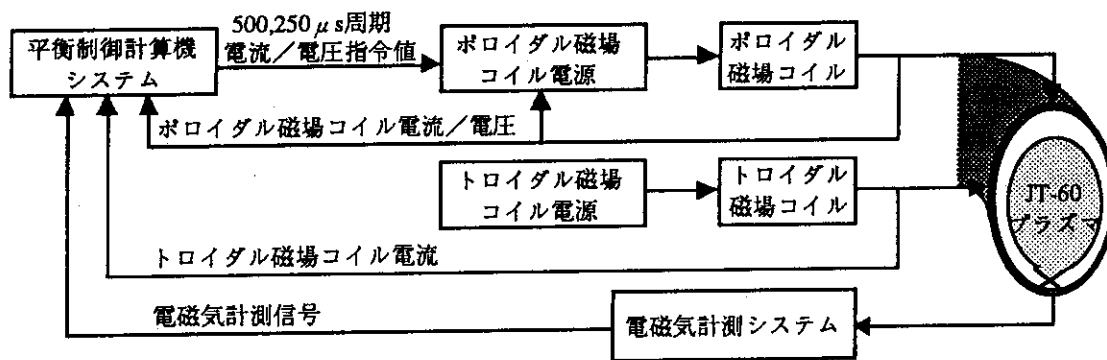 500,250μs周期
電流／電圧指令値
平衡制御計算機
システム
ポロイダル磁場
コイル電源
ポロイダル
磁場コイル
ポロイダル磁場コイル電流／電圧
トロイダル磁場
コイル電源
トロイダル
磁場コイル
JT-60
プラズマ
トロイダル磁場コイル電流
電磁気計測信号
電磁気計測システム